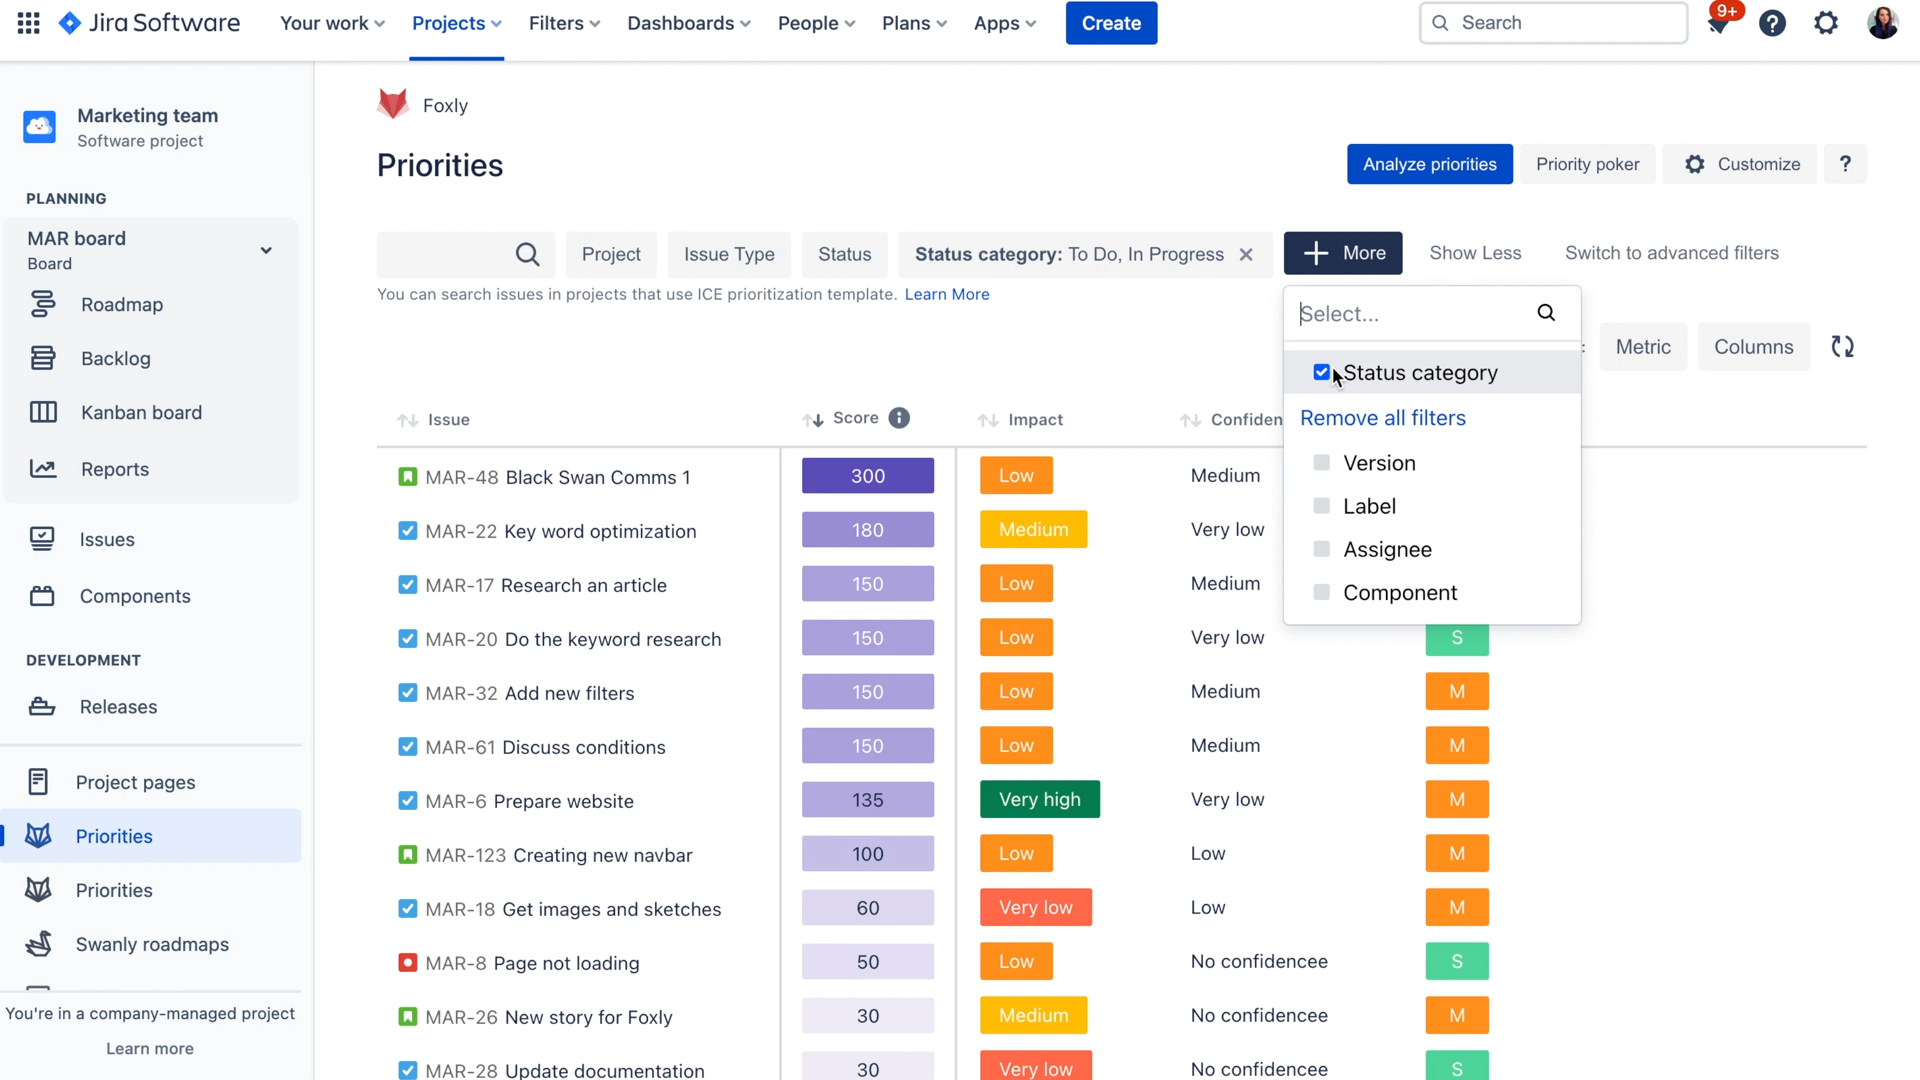 Jira Software
Your work
Projects
Filters
Dashboards
People
Plans
Apps
Create
Search
9+
?
Marketing team
Software project
PLANNING
MAR board
Board
Roadmap
Backlog
Kanban board
Reports
Issues
Components
DEVELOPMENT
Releases
Project pages
Priorities
Priorities
Swanly roadmaps
You're in a company-managed project
Learn more
Foxly
Priorities
Analyze priorities
Priority poker
Customize
?
Project
Issue Type
Status
Status category: To Do, In Progress
More
Show Less
Switch to advanced filters
You can search issues in projects that use ICE prioritization template. Learn More
Select...
Status category
Remove all filters
Version
Label
Assignee
Component
:
Metric
Columns
Issue Score i Impact Confiden
MAR-48 Black Swan Comms 1 300 Low Medium
MAR-22 Key word optimization 180 Medium Very low
MAR-17 Research an article 150 Low Medium
MAR-20 Do the keyword research 150 Low Very low S
MAR-32 Add new filters 150 Low Medium M
MAR-61 Discuss conditions 150 Low Medium M
MAR-6 Prepare website 135 Very high Very low M
MAR-123 Creating new navbar 100 Low Low M
MAR-18 Get images and sketches 60 Very low Low M
MAR-8 Page not loading 50 Low No confidencee S
MAR-26 New story for Foxly 30 Medium No confidencee M
MAR-28 Update documentation 30 Very low No confidencee S